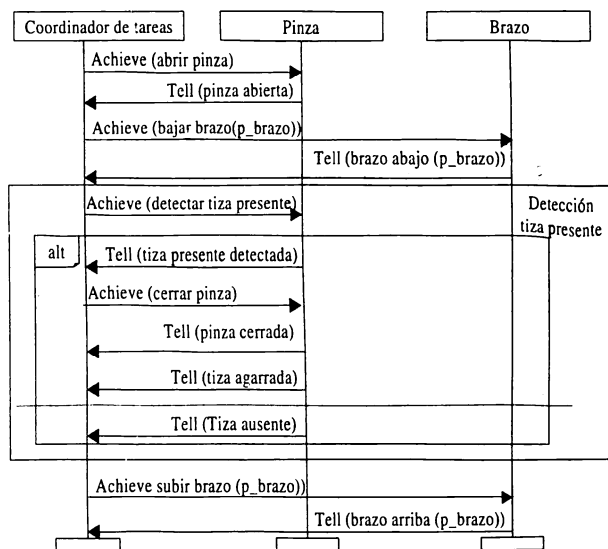 Coordinador de tareas
Pinza
Brazo
Achieve (abrir pinza)
Tell (pinza abierta)
Achieve (bajar brazo(p_brazo))
Tell (brazo abajo (p_brazo))
Achieve (detectar tiza presente)
Detección
tiza presente
alt
Tell (tiza presente detectada)
Achieve (cerrar pinza)
Tell (pinza cerrada)
Tell (tiza agarrada)
Tell (Tiza ausente)
Achieve subir brazo (p_brazo))
Tell (brazo arriba (p_brazo))